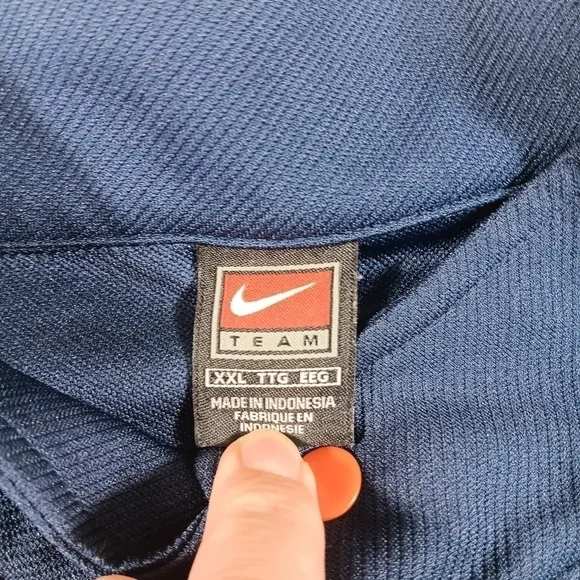 TEAM
XXL TTG EEG
MADE IN INDONESIA
FABRIQUE EN
INDONESIE